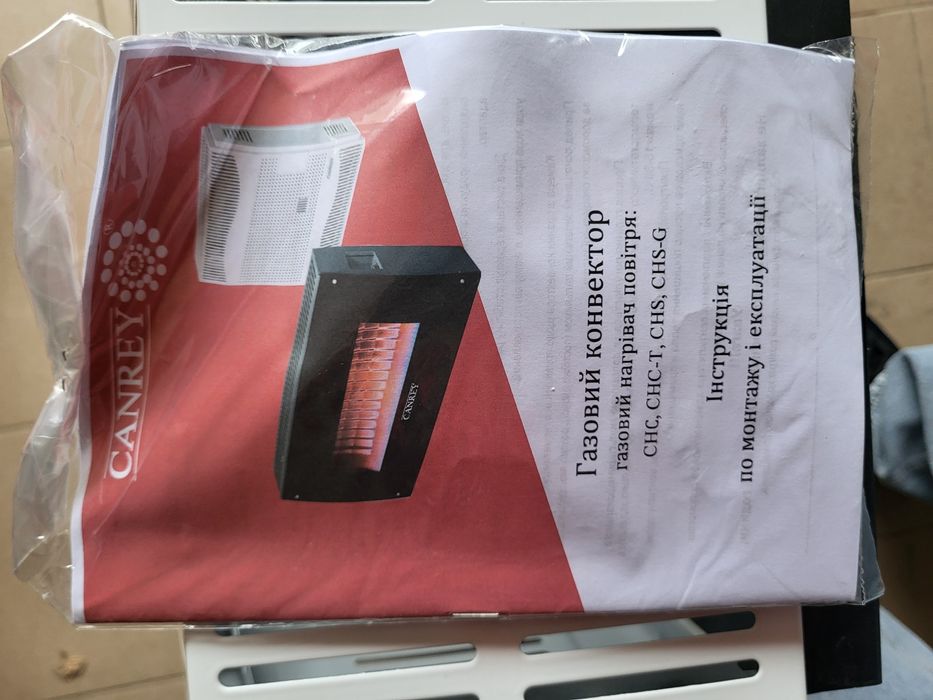 CANREY
®
CANREY
Газовий конвектор
газовий нагрівач повітря:
CHC, CHC-T, CHS, CHS-G
Інструкція
по монтажу і експлуатації